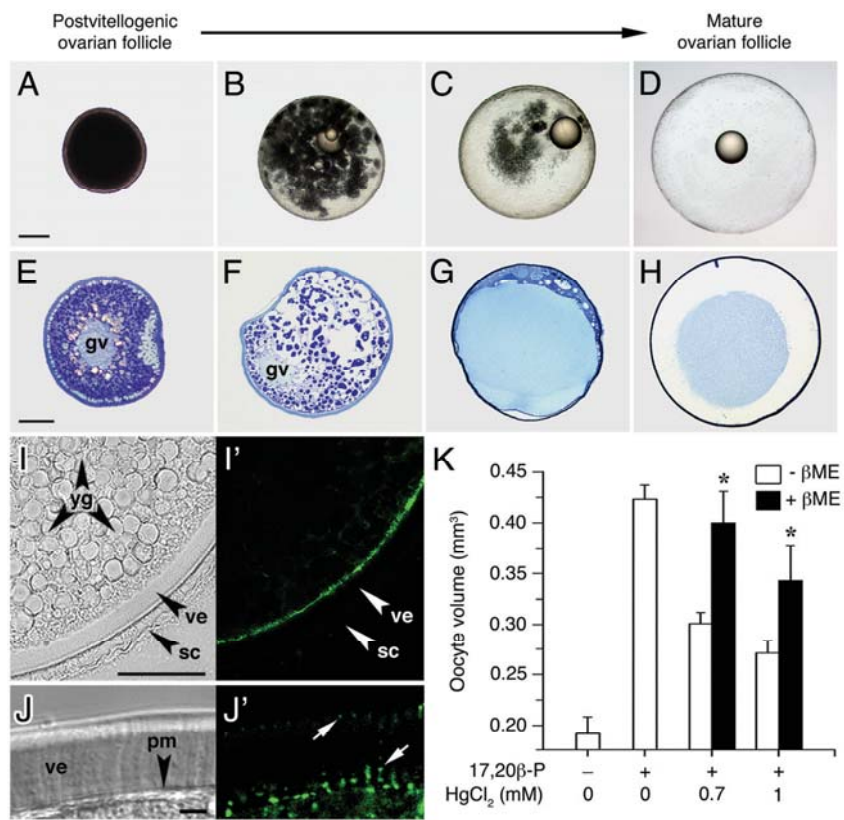 Postvitellogenic
ovarian follicle
Mature
ovarian follicle
A
B
C
D
E
gv
F
gv
G
H
I
yg
ve
sc
I'
ve
sc
J
ve
pm
J'
K
- βME
+ βME
Oocyte volume (mm³)
0.45
0.40
0.35
0.30
0.25
0.20
*
*
17,20β-P – + + +
HgCl₂ (mM) 0 0 0.7 1